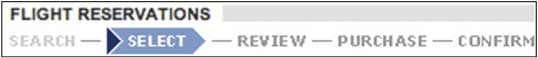 FLIGHT RESERVATIONS
SEARCH — SELECT — REVIEW — PURCHASE — CONFIRM